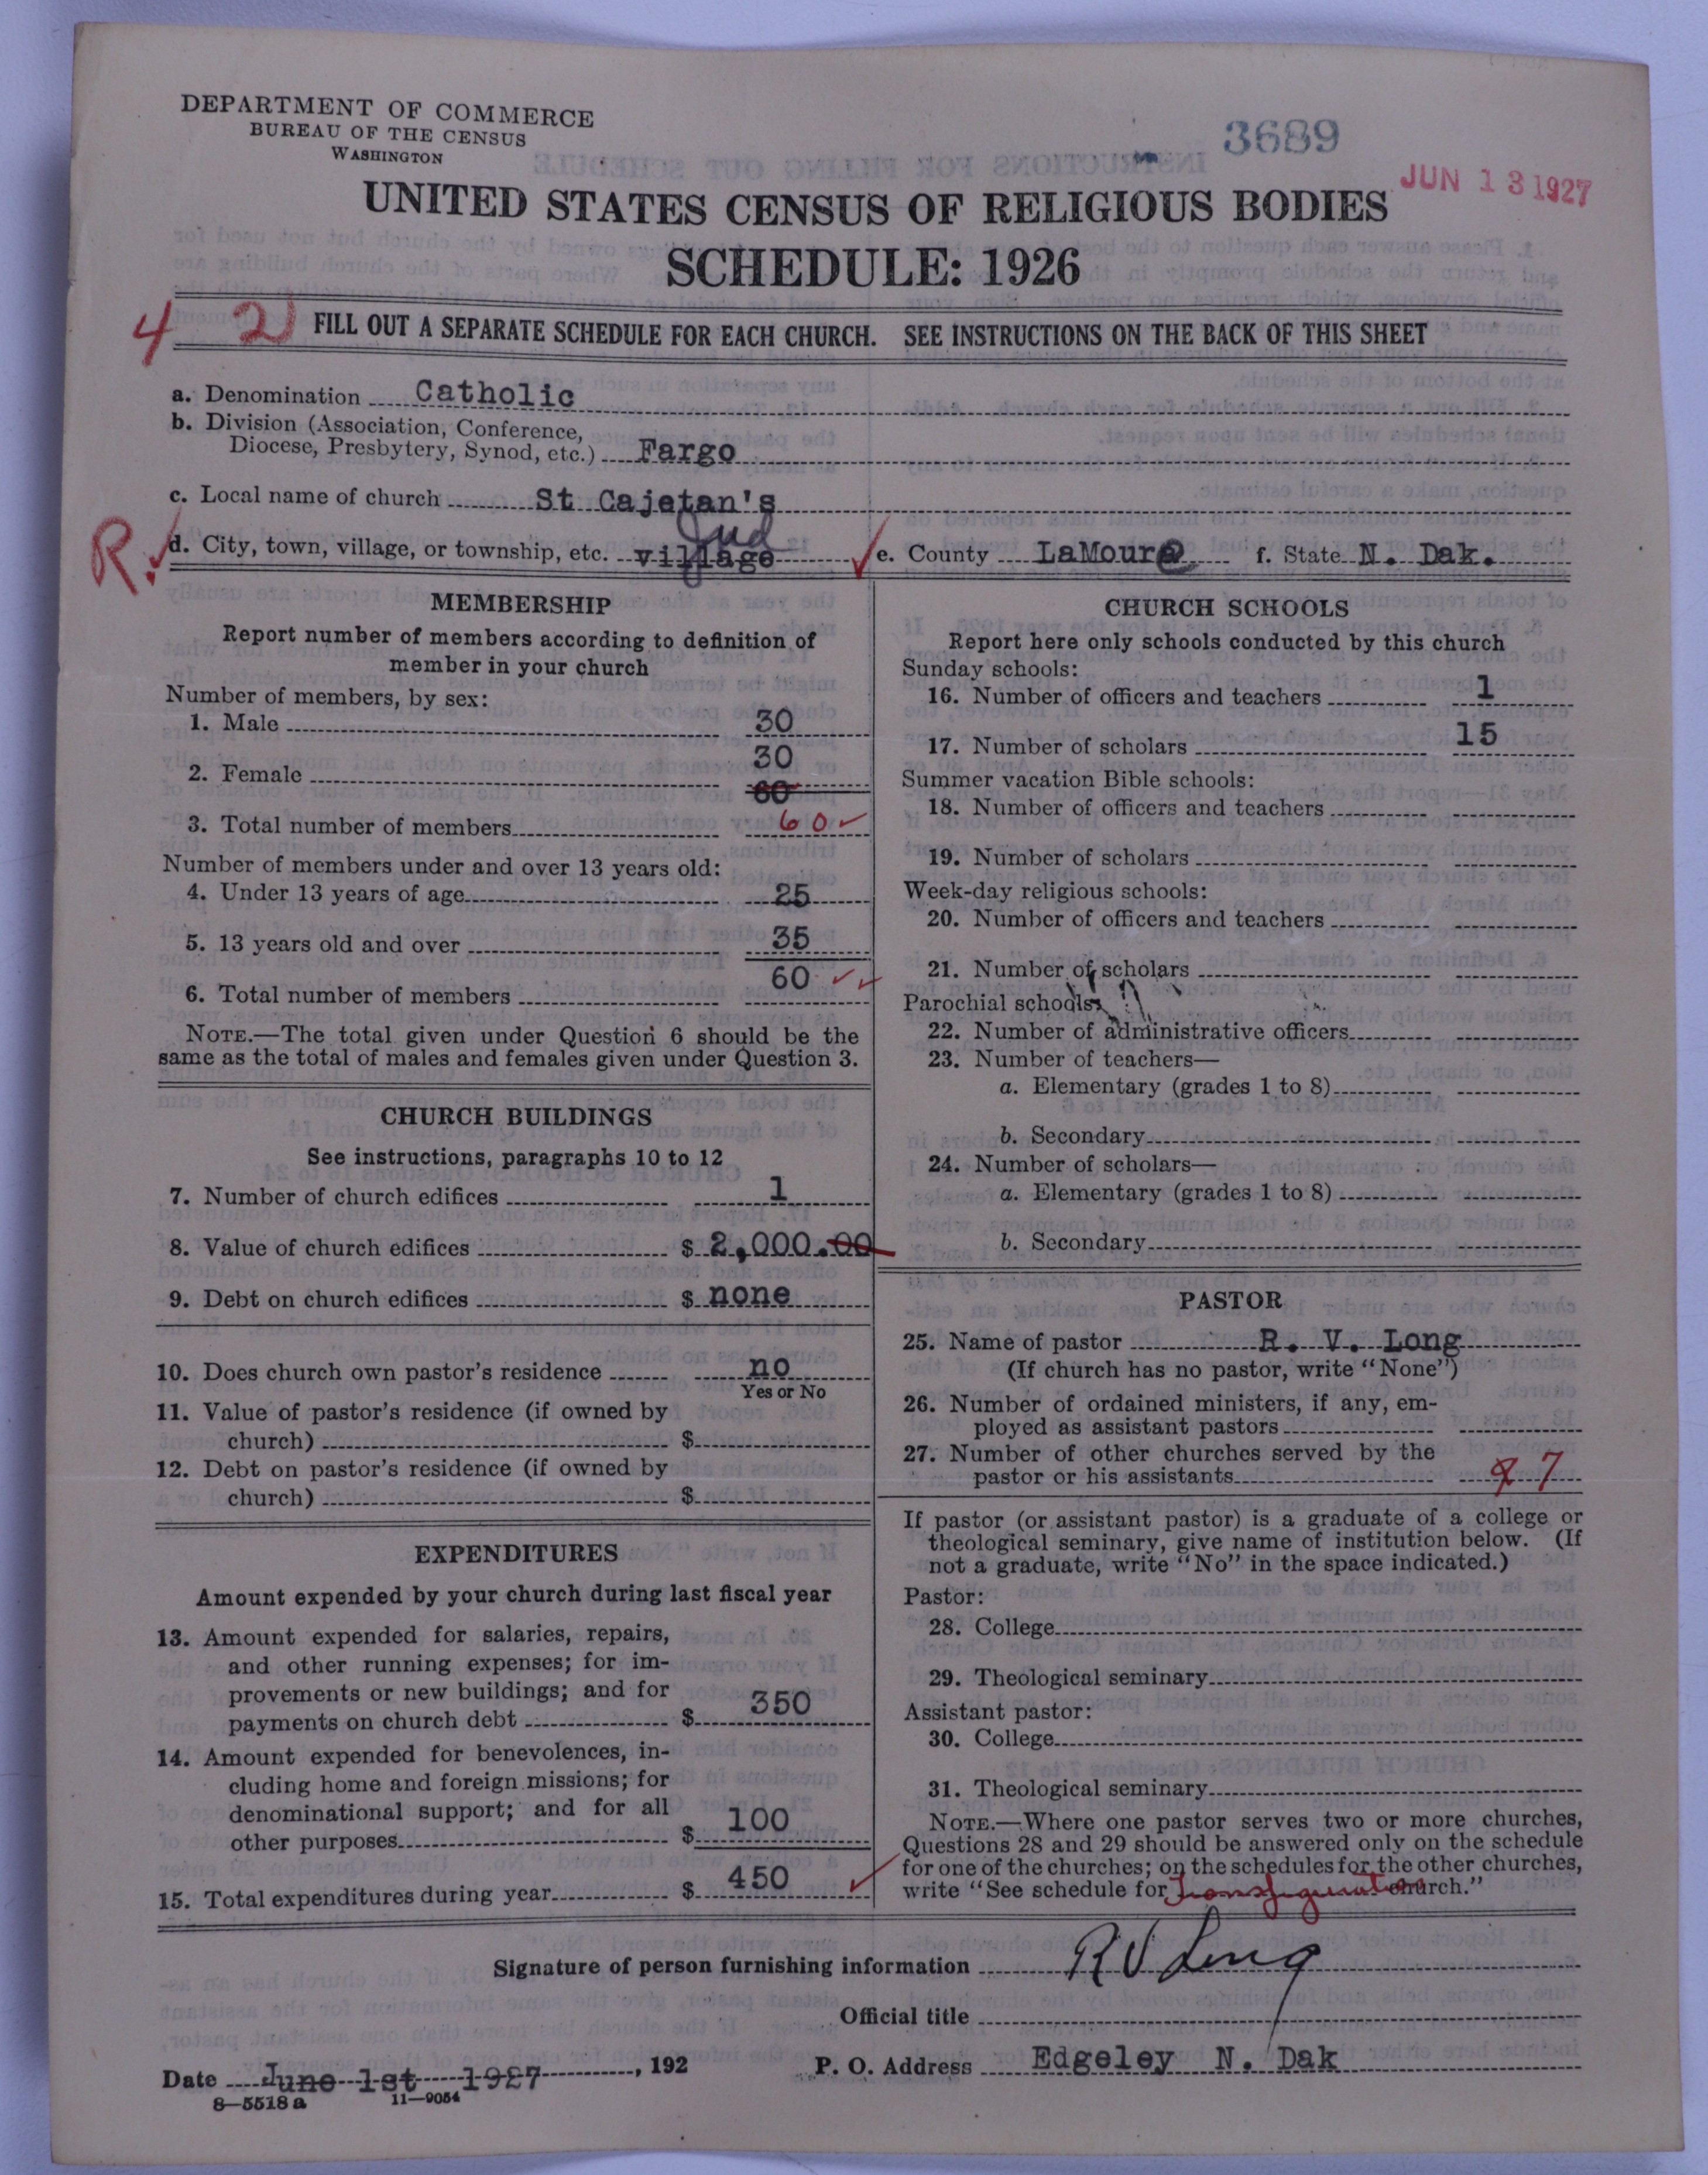 DEPARTMENT OF COMMERCE
BUREAU OF THE CENSUS
WASHINGTON
3689
JUN 13 1927
UNITED STATES CENSUS OF RELIGIOUS BODIES
SCHEDULE: 1926
4 2
FILL OUT A SEPARATE SCHEDULE FOR EACH CHURCH. SEE INSTRUCTIONS ON THE BACK OF THIS SHEET
a. Denomination Catholic
b. Division (Association, Conference,
Diocese, Presbytery, Synod, etc.) Fargo
c. Local name of church St Cajetan's
Jud
R. d. City, town, village, or township, etc. village e. County LaMoure f. State N. Dak.
MEMBERSHIP
Report number of members according to definition of
member in your church
Number of members, by sex:
1. Male 30
30
2. Female
60
3. Total number of members 60
Number of members under and over 13 years old:
4. Under 13 years of age 25
5. 13 years old and over 35
60
6. Total number of members
NOTE.—The total given under Question 6 should be the
same as the total of males and females given under Question 3.
CHURCH BUILDINGS
See instructions, paragraphs 10 to 12
7. Number of church edifices 1
8. Value of church edifices $ 2,000.00
9. Debt on church edifices $ none
10. Does church own pastor's residence no
Yes or No
11. Value of pastor's residence (if owned by
church) $
12. Debt on pastor's residence (if owned by
church) $
EXPENDITURES
Amount expended by your church during last fiscal year
13. Amount expended for salaries, repairs,
and other running expenses; for im-
provements or new buildings; and for
payments on church debt $ 350
14. Amount expended for benevolences, in-
cluding home and foreign missions; for
denominational support; and for all
other purposes $ 100
15. Total expenditures during year $ 450
CHURCH SCHOOLS
Report here only schools conducted by this church
Sunday schools:
16. Number of officers and teachers 1
17. Number of scholars 15
Summer vacation Bible schools:
18. Number of officers and teachers
19. Number of scholars
Week-day religious schools:
20. Number of officers and teachers
21. Number of scholars
Parochial schools:
22. Number of administrative officers
23. Number of teachers—
a. Elementary (grades 1 to 8)
b. Secondary
24. Number of scholars—
a. Elementary (grades 1 to 8)
b. Secondary
PASTOR
25. Name of pastor R. V. Long
(If church has no pastor, write "None")
26. Number of ordained ministers, if any, em-
ployed as assistant pastors
27. Number of other churches served by the
pastor or his assistants 7
If pastor (or assistant pastor) is a graduate of a college or
theological seminary, give name of institution below. (If
not a graduate, write "No" in the space indicated.)
Pastor:
28. College
29. Theological seminary
Assistant pastor:
30. College
31. Theological seminary
NOTE.—Where one pastor serves two or more churches,
Questions 28 and 29 should be answered only on the schedule
for one of the churches; on the schedules for the other churches,
write "See schedule for Transfiguration church."
Signature of person furnishing information R V Long
Official title
Date June 1st 1927, 192 P. O. Address Edgeley N. Dak
8—5518 a 11—9054